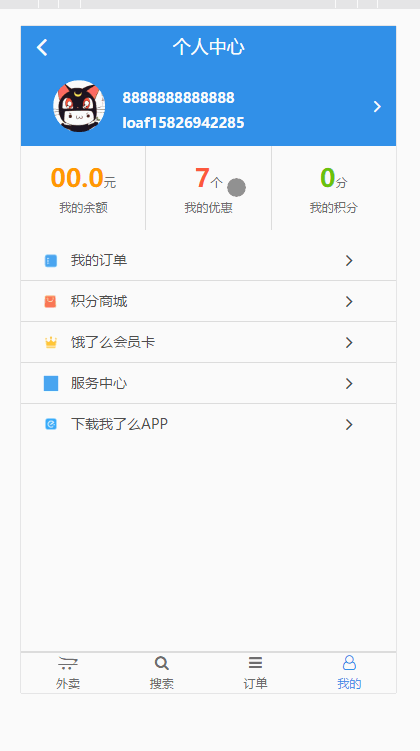 个人中心
8888888888888
loaf15826942285
00.0元 7个 0分
我的余额 我的优惠 我的积分
我的订单
积分商城
饿了么会员卡
服务中心
下载我了么APP
外卖 搜索 订单 我的